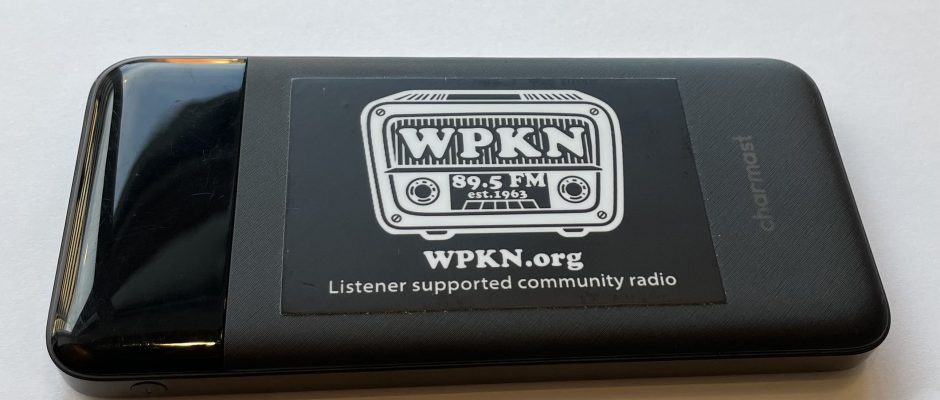 WPKN
89.5 FM
est.1963
WPKN.org
Listener supported community radio
charmast